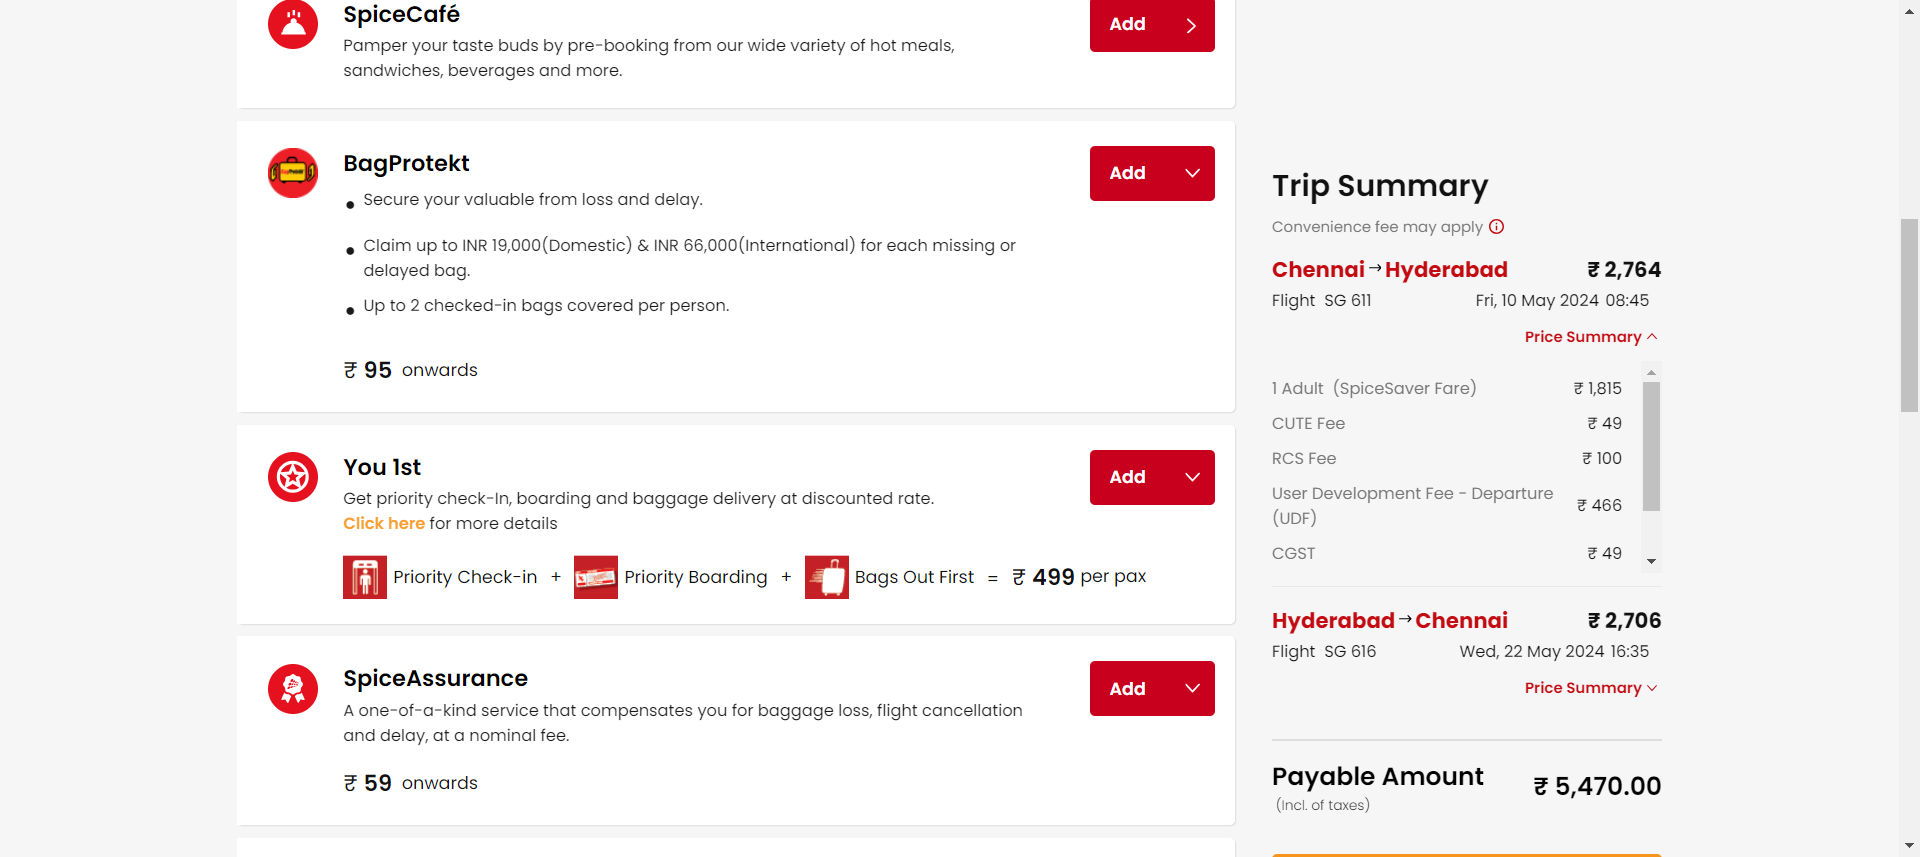 SpiceCafé
Pamper your taste buds by pre-booking from our wide variety of hot meals,
sandwiches, beverages and more.
Add
BagProtekt
Secure your valuable from loss and delay.
Claim up to INR 19,000(Domestic) & INR 66,000(International) for each missing or
delayed bag.
Up to 2 checked-in bags covered per person.
₹ 95 onwards
Add
You 1st
Get priority check-In, boarding and baggage delivery at discounted rate.
Click here for more details
Priority Check-in + Priority Boarding + Bags Out First = ₹ 499 per pax
Add
SpiceAssurance
A one-of-a-kind service that compensates you for baggage loss, flight cancellation
and delay, at a nominal fee.
₹ 59 onwards
Add
Trip Summary
Convenience fee may apply
Chennai → Hyderabad ₹ 2,764
Flight SG 611 Fri, 10 May 2024 08:45
Price Summary
1 Adult (SpiceSaver Fare) ₹ 1,815
CUTE Fee ₹ 49
RCS Fee ₹ 100
User Development Fee - Departure
(UDF) ₹ 466
CGST ₹ 49
Hyderabad → Chennai ₹ 2,706
Flight SG 616 Wed, 22 May 2024 16:35
Price Summary
Payable Amount ₹ 5,470.00
(Incl. of taxes)